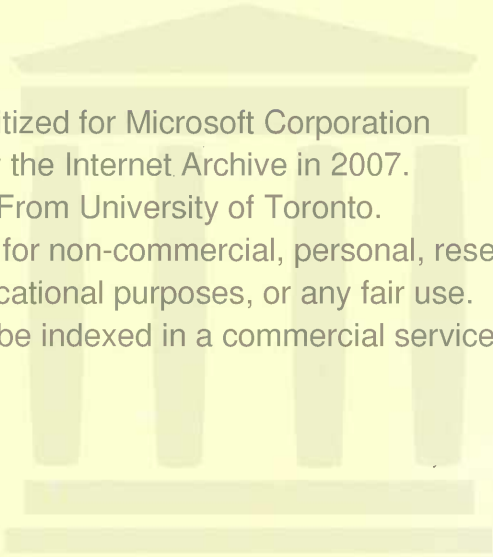 itized for Microsoft Corporation
the Internet Archive in 2007.
From University of Toronto.
for non-commercial, personal, rese
cational purposes, or any fair use.
be indexed in a commercial service